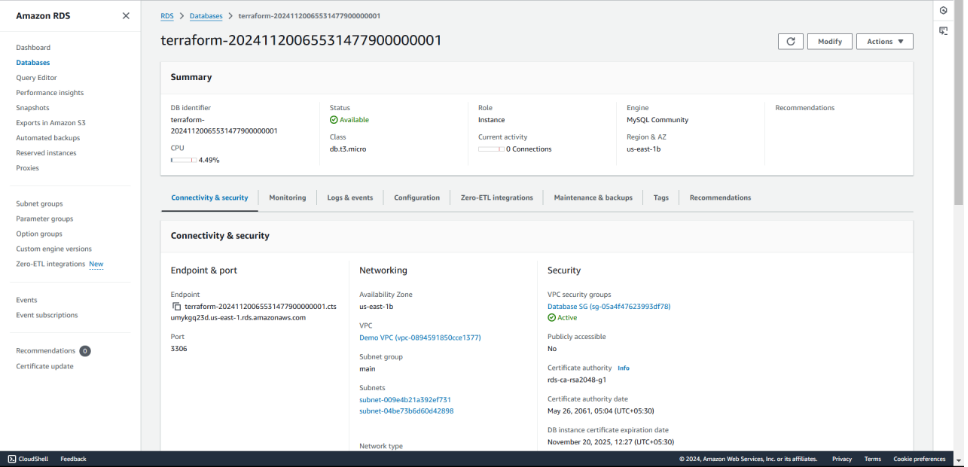 Amazon RDS
Dashboard
Databases
Query Editor
Performance insights
Snapshots
Exports in Amazon S3
Automated backups
Reserved instances
Proxies
Subnet groups
Parameter groups
Option groups
Custom engine versions
Zero-ETL integrations New
Events
Event subscriptions
Recommendations 0
Certificate update
RDS > Databases > terraform-20241120065531477900000001
terraform-20241120065531477900000001
Modify
Actions
Summary
DB identifier
terraform-
20241120065531477900000001
CPU
4.49%
Status
Available
Class
db.t3.micro
Role
Instance
Current activity
0 Connections
Engine
MySQL Community
Region & AZ
us-east-1b
Recommendations
Connectivity & security
Monitoring
Logs & events
Configuration
Zero-ETL integrations
Maintenance & backups
Tags
Recommendations
Connectivity & security
Endpoint & port
Endpoint
terraform-20241120065531477900000001.cts
umykgq23d.us-east-1.rds.amazonaws.com
Port
3306
Networking
Availability Zone
us-east-1b
VPC
Demo VPC (vpc-0894591850cce1377)
Subnet group
main
Subnets
subnet-009e4b21a392ef731
subnet-04be73b6d60d42898
Network type
Security
VPC security groups
Database SG (sg-05a4f47623993df78)
Active
Publicly accessible
No
Certificate authority Info
rds-ca-rsa2048-g1
Certificate authority date
May 26, 2061, 05:04 (UTC+05:30)
DB instance certificate expiration date
November 20, 2025, 12:27 (UTC+05:30)
CloudShell Feedback
© 2024, Amazon Web Services, Inc. or its affiliates. Privacy Terms Cookie preferences